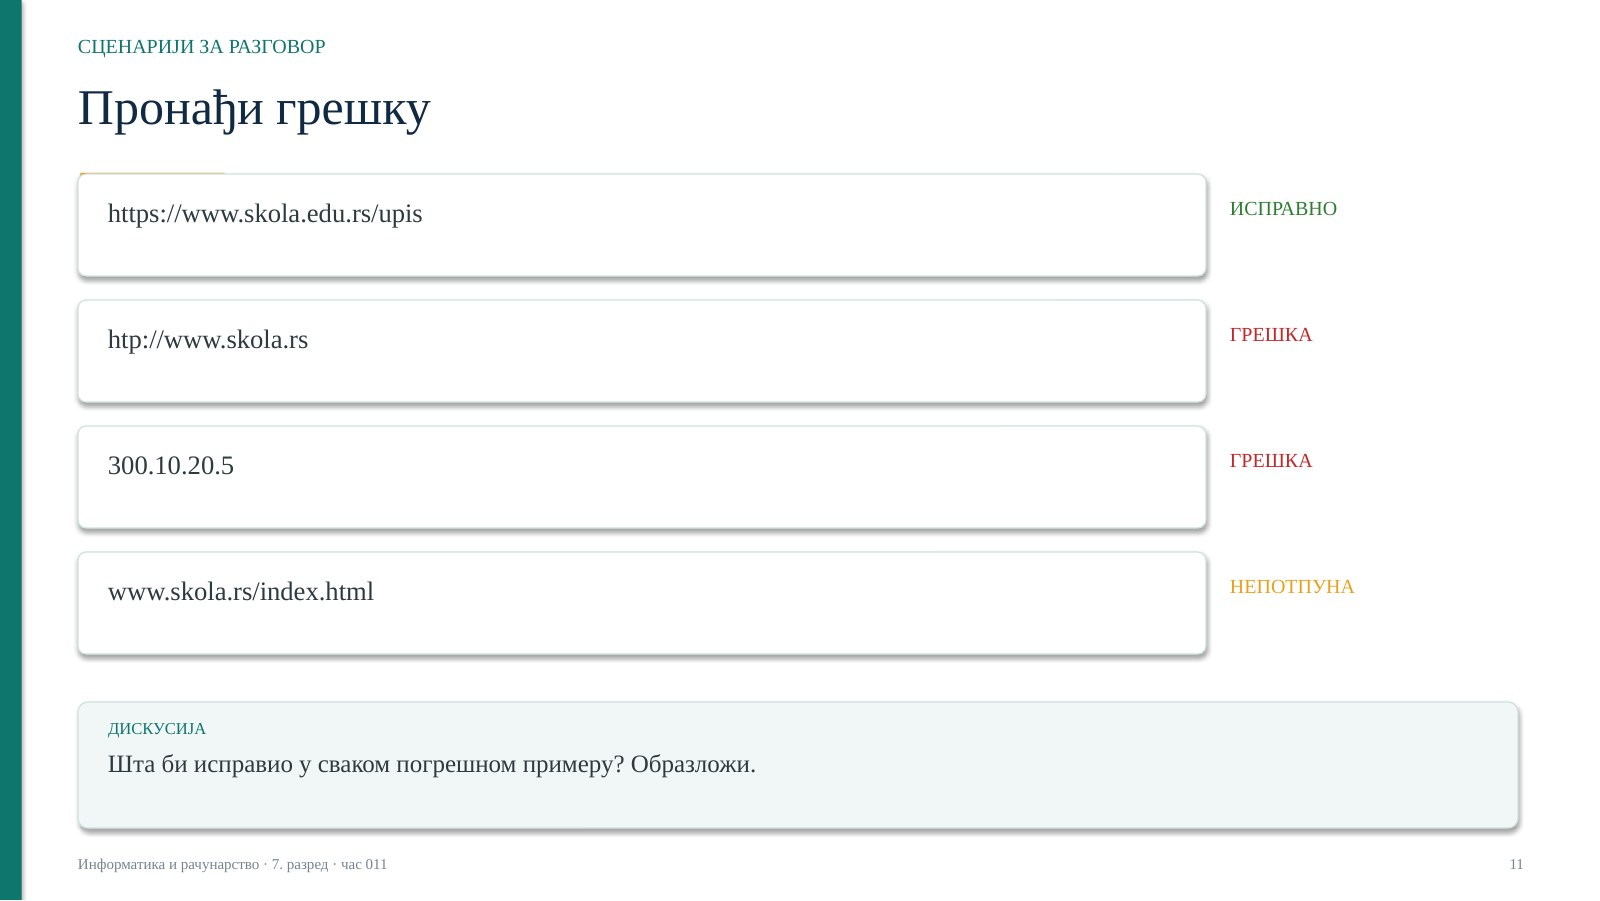 СЦЕНАРИЈИ ЗА РАЗГОВОР
Пронађи грешку
https://www.skola.edu.rs/upis
ИСПРАВНО
htp://www.skola.rs
ГРЕШКА
300.10.20.5
ГРЕШКА
www.skola.rs/index.html
НЕПОТПУНА
ДИСКУСИЈА
Шта би исправио у сваком погрешном примеру? Образложи.
Информатика и рачунарство · 7. разред · час 011
11